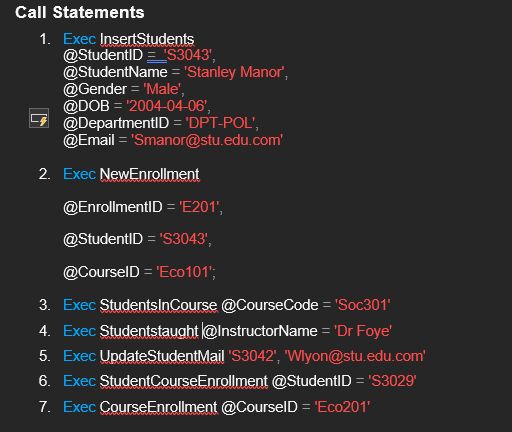 Call Statements
1. Exec InsertStudents
@StudentID = 'S3043',
@StudentName = 'Stanley Manor',
@Gender = 'Male',
@DOB = '2004-04-06',
@DepartmentID = 'DPT-POL',
@Email = 'Smanor@stu.edu.com'
2. Exec NewEnrollment
@EnrollmentID = 'E201',
@StudentID = 'S3043',
@CourseID = 'Eco101';
3. Exec StudentsInCourse @CourseCode = 'Soc301'
4. Exec Studentstaught @InstructorName = 'Dr Foye'
5. Exec UpdateStudentMail 'S3042', 'Wlyon@stu.edu.com'
6. Exec StudentCourseEnrollment @StudentID = 'S3029'
7. Exec CourseEnrollment @CourseID = 'Eco201'